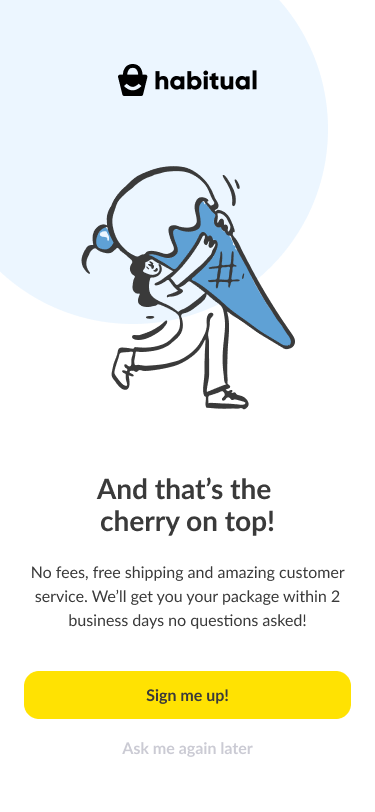 habitual
And that’s the
cherry on top!
No fees, free shipping and amazing customer
service. We’ll get you your package within 2
business days no questions asked!
Sign me up!
Ask me again later